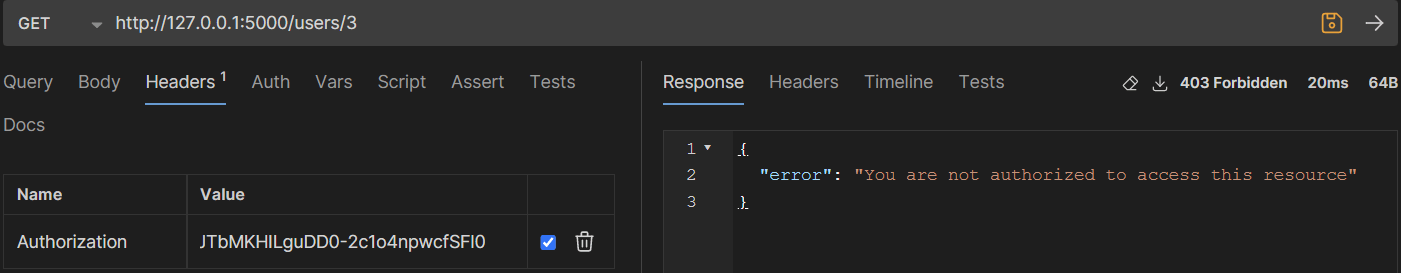 GET http://127.0.0.1:5000/users/3
Query Body Headers 1 Auth Vars Script Assert Tests
Docs
Name Value
Authorization JTbMKHILguDD0-2c1o4npwcfSFI0
Response Headers Timeline Tests 403 Forbidden 20ms 64B
1 {
2 "error": "You are not authorized to access this resource"
3 }